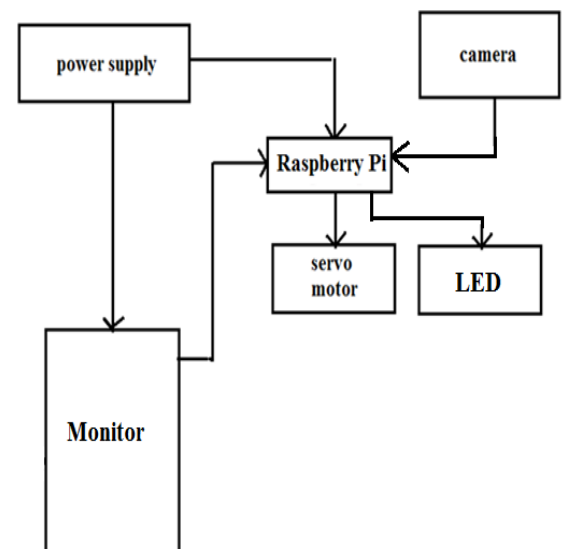 power supply
camera
Raspberry Pi
servo
motor
LED
Monitor